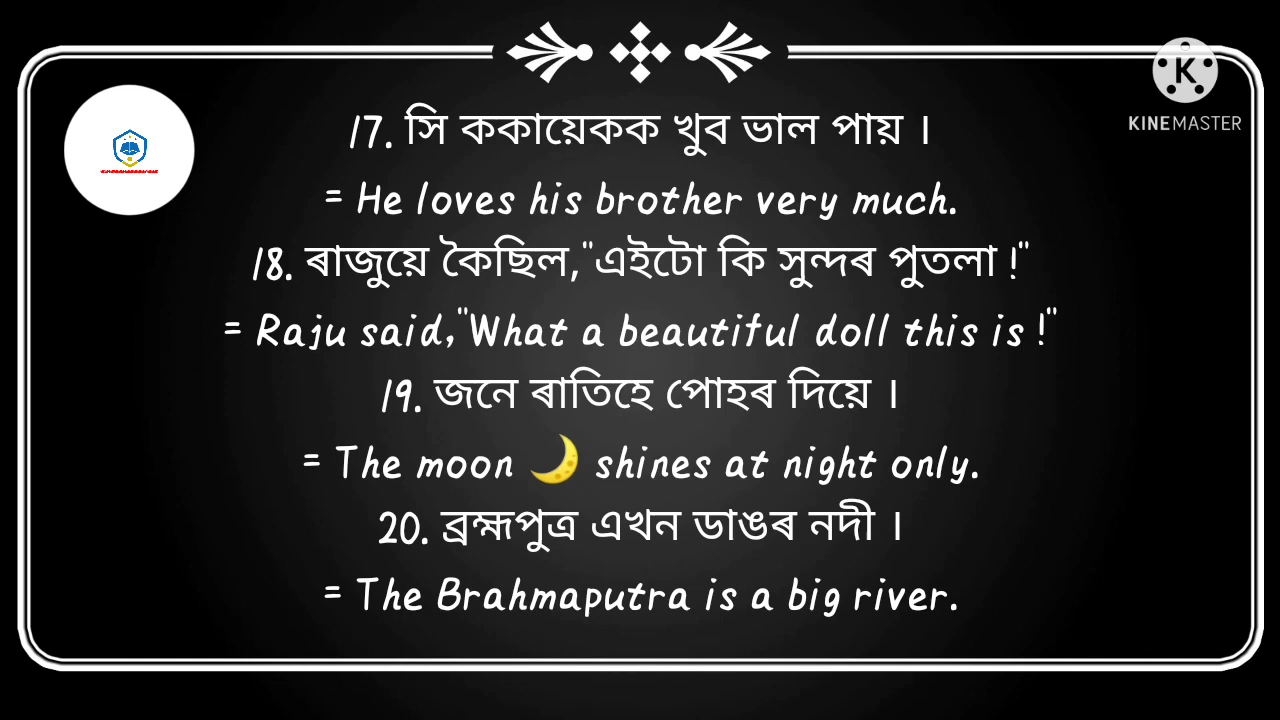 17. সি ককায়েকক খুব ভাল পায় ।
= He loves his brother very much.
18. ৰাজুয়ে কৈছিল,"এইটো কি সুন্দৰ পুতলা !"
= Raju said,"What a beautiful doll this is !"
19. জনে ৰাতিহে পোহৰ দিয়ে ।
= The moon 🌙 shines at night only.
20. ব্ৰহ্মপুত্ৰ এখন ডাঙৰ নদী ।
= The Brahmaputra is a big river.
K
KINEMASTER